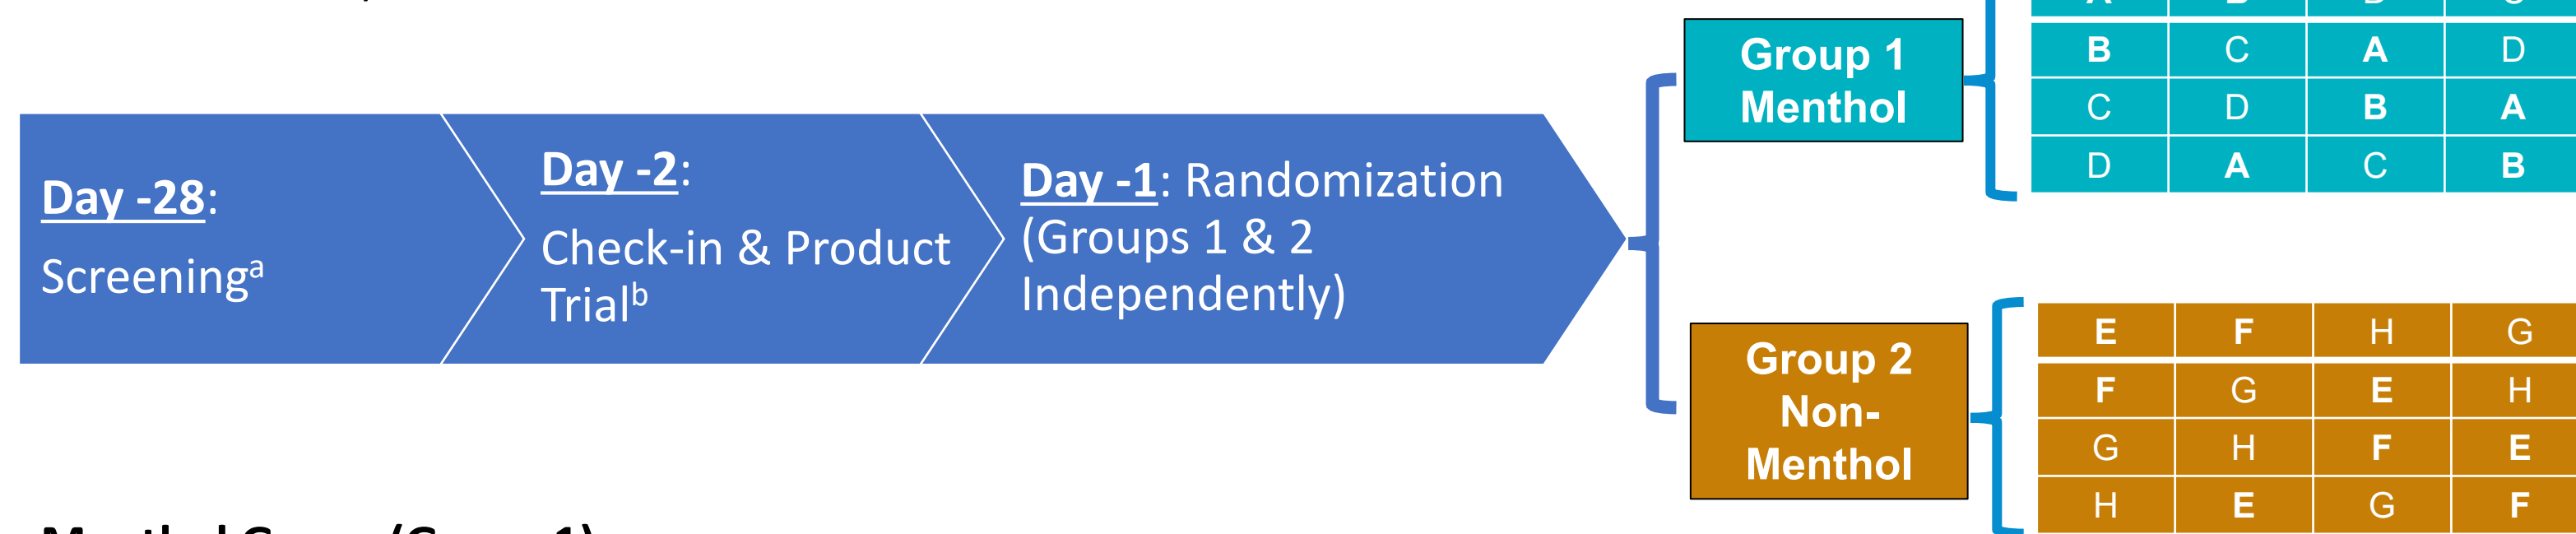 Day -28:
Screeningᵃ
Day -2:
Check-in & Product
Trialᵇ
Day -1: Randomization
(Groups 1 & 2
Independently)
Group 1
Menthol
B C A D
C D B A
D A C B
Group 2
Non-
Menthol
E F H G
F G E H
G H F E
H E G F